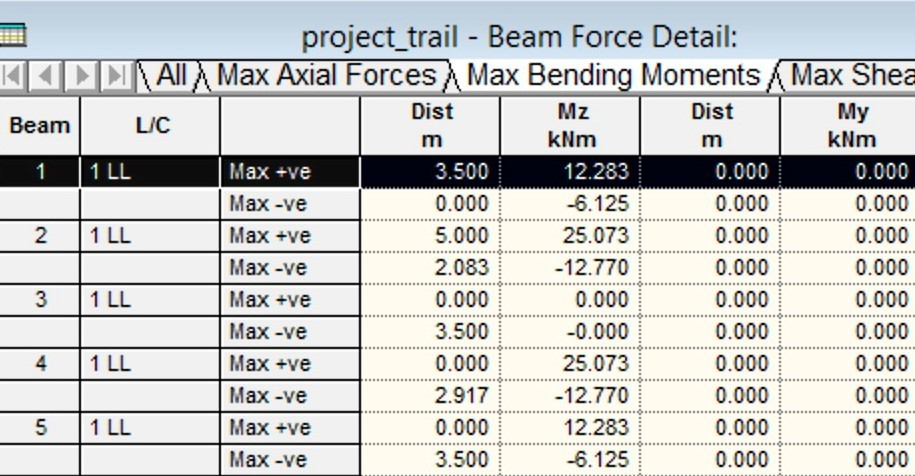 project_trail - Beam Force Detail:
All Max Axial Forces Max Bending Moments Max Shea
Beam L/C Dist m Mz kNm Dist m My kNm
1 1 LL Max +ve 3.500 12.283 0.000 0.000
Max -ve 0.000 -6.125 0.000 0.000
2 1 LL Max +ve 5.000 25.073 0.000 0.000
Max -ve 2.083 -12.770 0.000 0.000
3 1 LL Max +ve 0.000 0.000 0.000 0.000
Max -ve 3.500 -0.000 0.000 0.000
4 1 LL Max +ve 0.000 25.073 0.000 0.000
Max -ve 2.917 -12.770 0.000 0.000
5 1 LL Max +ve 0.000 12.283 0.000 0.000
Max -ve 3.500 -6.125 0.000 0.000